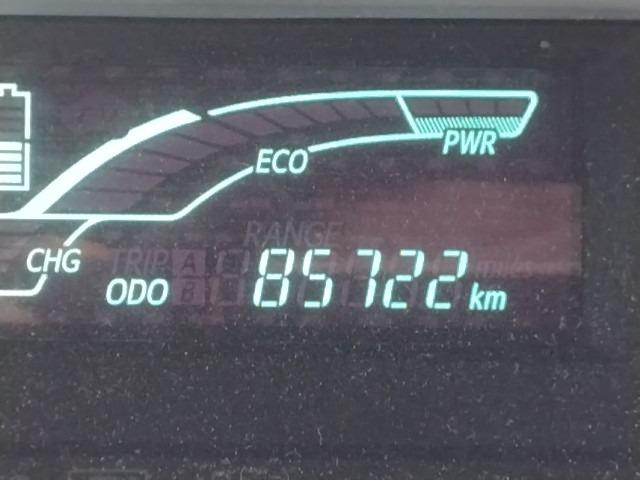 PWR
ECO
RANGE
CHG TRIP A
ODO B 85722 km